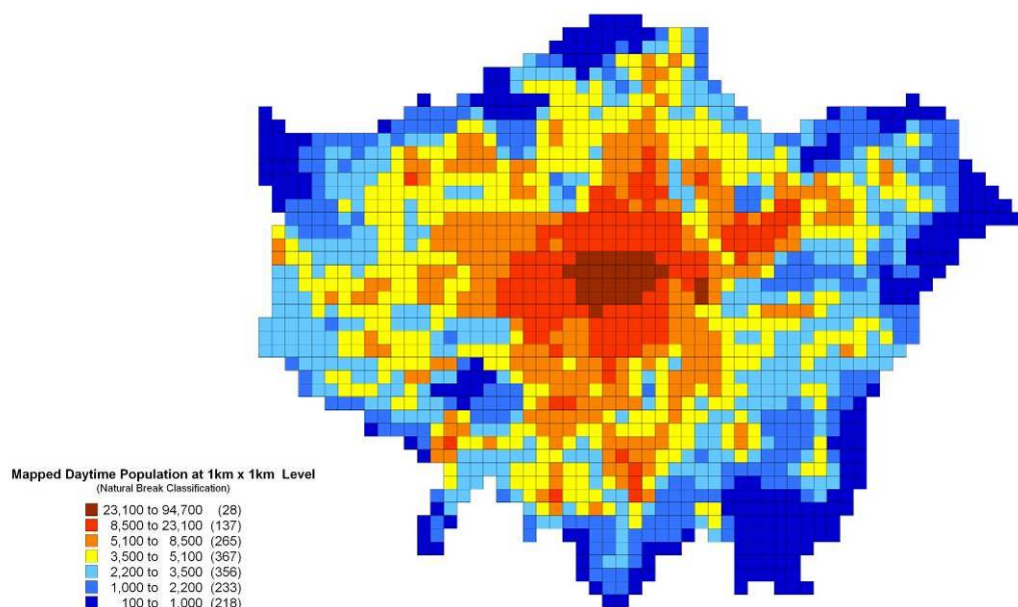 Mapped Daytime Population at 1km x 1km Level
(Natural Break Classification)
23,100 to 94,700 (28)
8,500 to 23,100 (137)
5,100 to 8,500 (265)
3,500 to 5,100 (367)
2,200 to 3,500 (356)
1,000 to 2,200 (233)
100 to 1,000 (218)